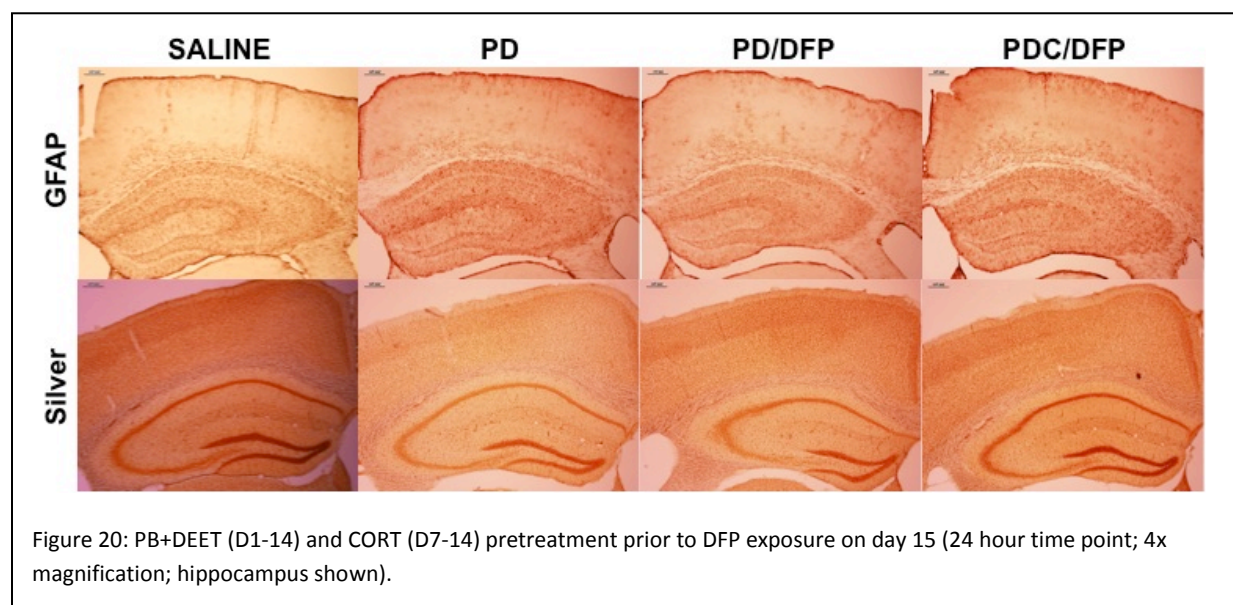 SALINE PD PD/DFP PDC/DFP
GFAP
Silver
Figure 20: PB+DEET (D1-14) and CORT (D7-14) pretreatment prior to DFP exposure on day 15 (24 hour time point; 4x
magnification; hippocampus shown).